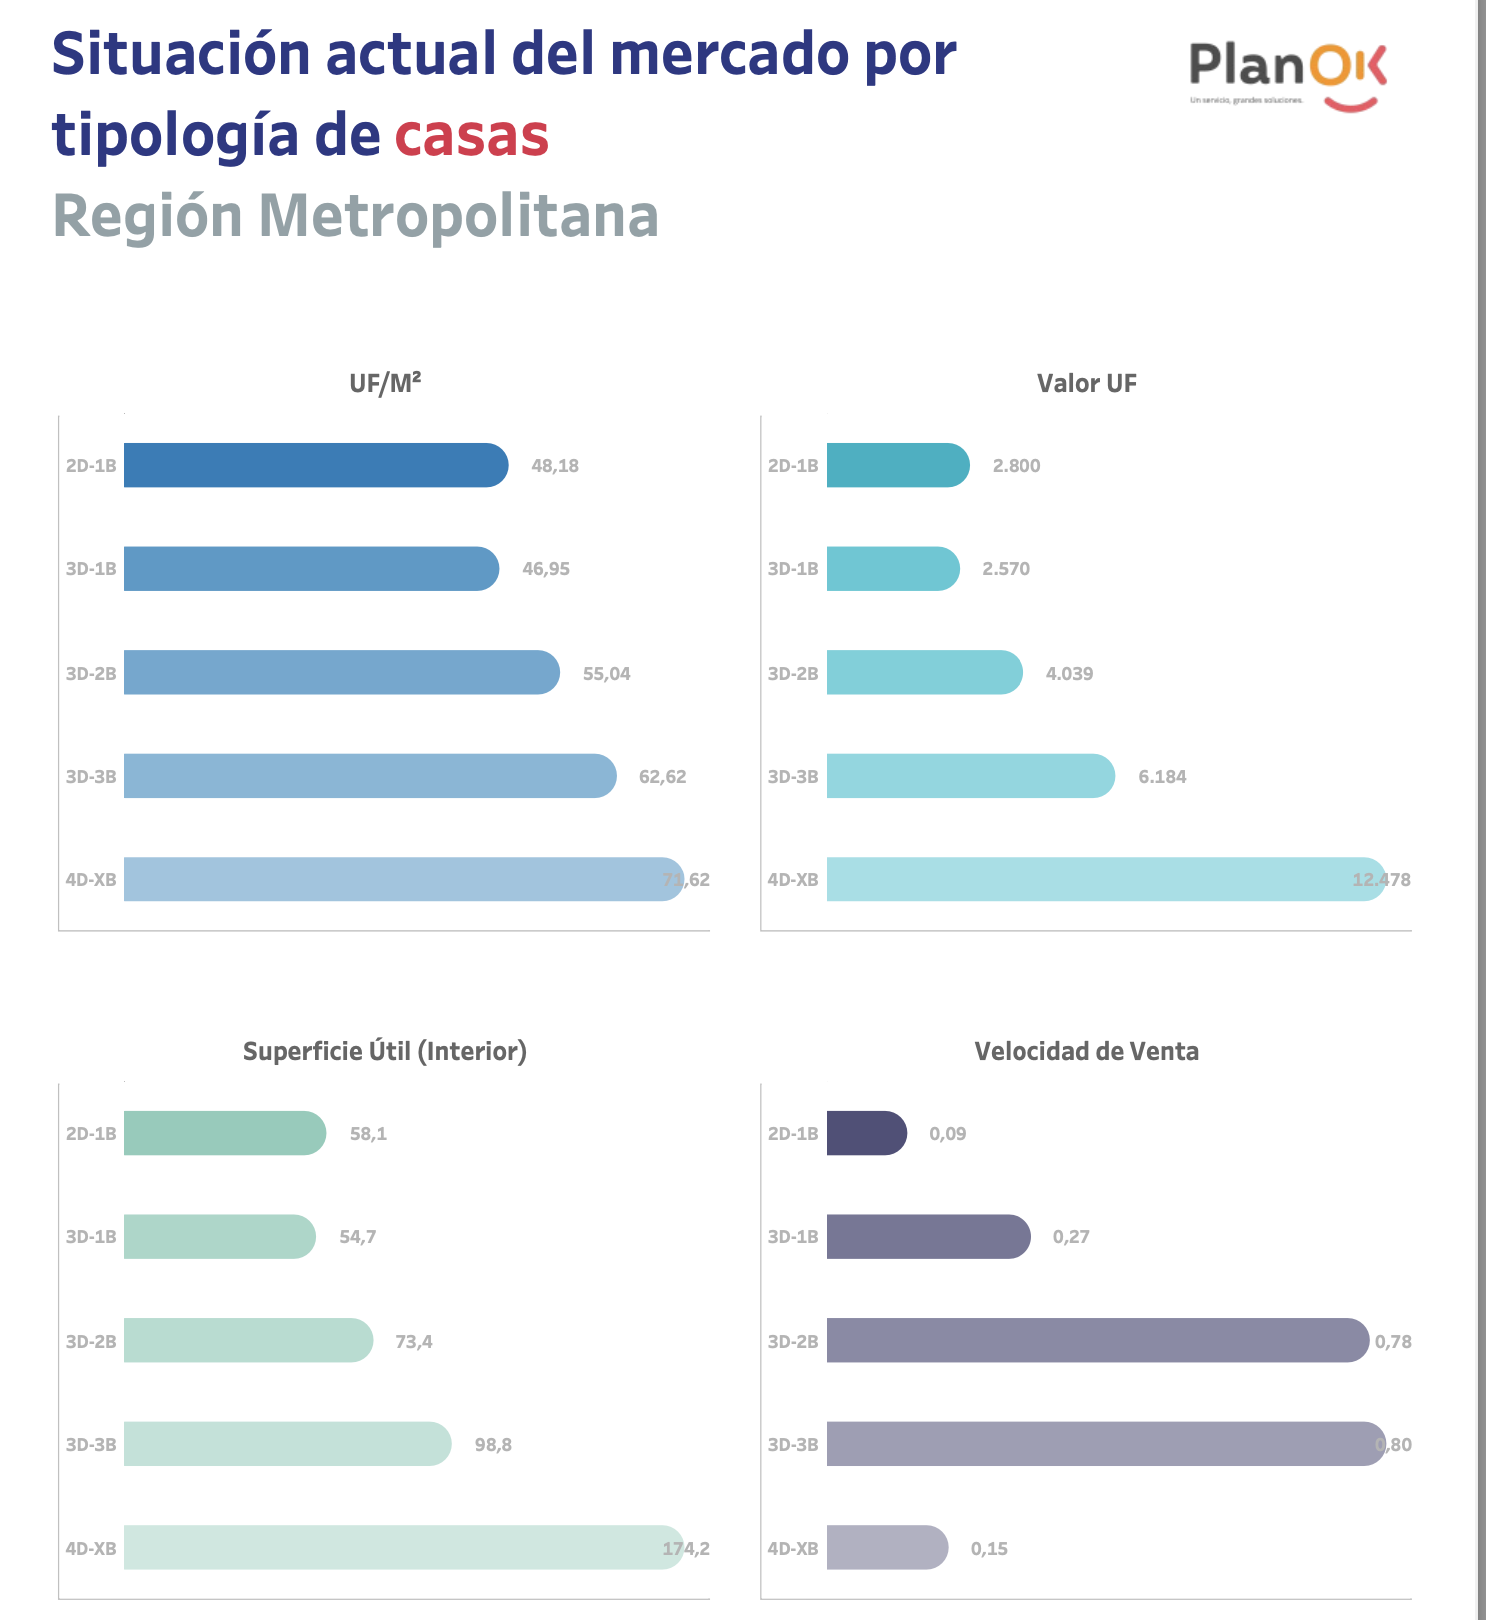 Situación actual del mercado por
tipología de casas
Región Metropolitana
PlanOK
Un servicio, grandes soluciones.
UF/M²
2D-1B 48,18
3D-1B 46,95
3D-2B 55,04
3D-3B 62,62
4D-XB 71,62
Valor UF
2D-1B 2.800
3D-1B 2.570
3D-2B 4.039
3D-3B 6.184
4D-XB 12.478
Superficie Útil (Interior)
2D-1B 58,1
3D-1B 54,7
3D-2B 73,4
3D-3B 98,8
4D-XB 174,2
Velocidad de Venta
2D-1B 0,09
3D-1B 0,27
3D-2B 0,78
3D-3B 0,80
4D-XB 0,15